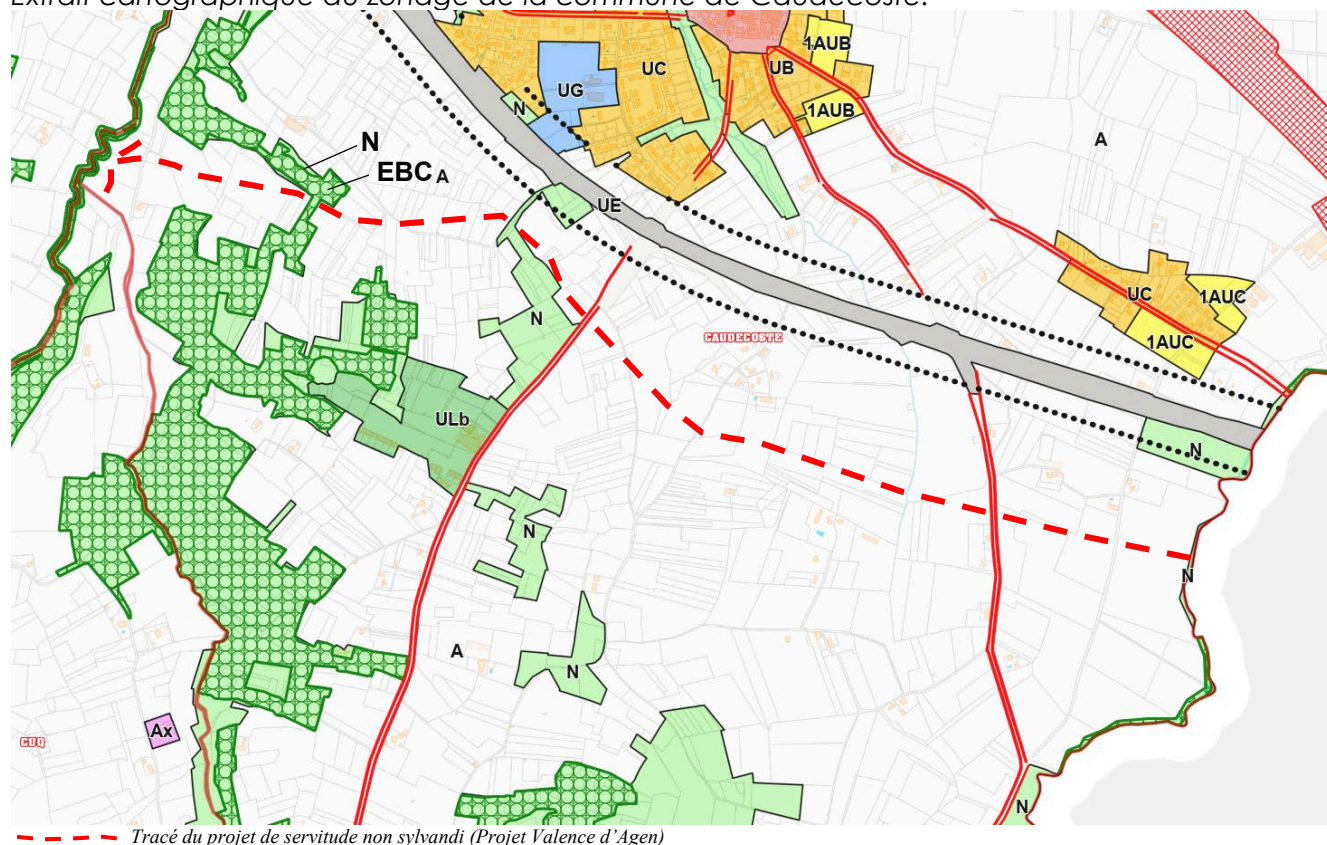 Extrait cartographique du zonage de la commune de Caudecoste.
1AUB
UB
UC
UG
N
1AUB
A
N
EBC A
UE
UC
1AUC
N
CAUDECOSTE
1AUC
ULb
N
N
N
A
N
Ax
CUQ
N
Tracé du projet de servitude non sylvandi (Projet Valence d'Agen)